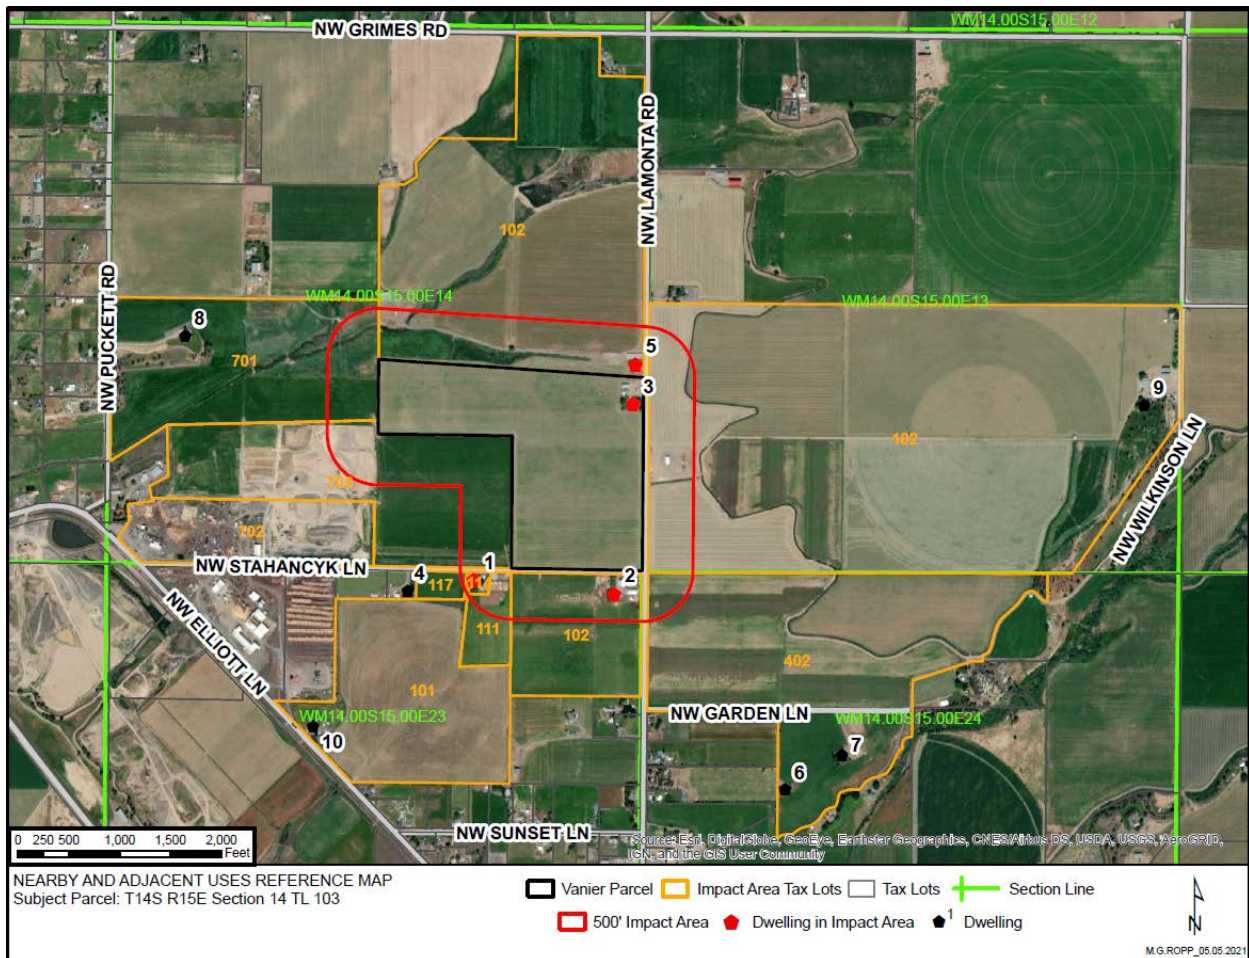 WM14.00S15.00E12
NW GRIMES RD
NW LAMONTA RD
102
NW PUCKETT RD
WM14.00S15.00E14
WM14.00S15.00E13
8
701
5
3
9
102
NW WILKINSON LN
703
702
NW STAHANCYK LN
4
117
1
2
111
102
402
NW ELLIOTT LN
101
WM14.00S15.00E23
NW GARDEN LN
WM14.00S15.00E24
10
7
6
NW SUNSET LN
0 250 500 1,000 1,500 2,000
Feet
Source: Esri, DigitalGlobe, GeoEye, Earthstar Geographics, CNES/Airbus DS, USDA, USGS, AeroGRID,
IGN, and the GIS User Community
NEARBY AND ADJACENT USES REFERENCE MAP
Subject Parcel: T14S R15E Section 14 TL 103
Vanier Parcel Impact Area Tax Lots Tax Lots Section Line
500' Impact Area Dwelling in Impact Area 1 Dwelling
N
M.G.ROPP_05.05.2021